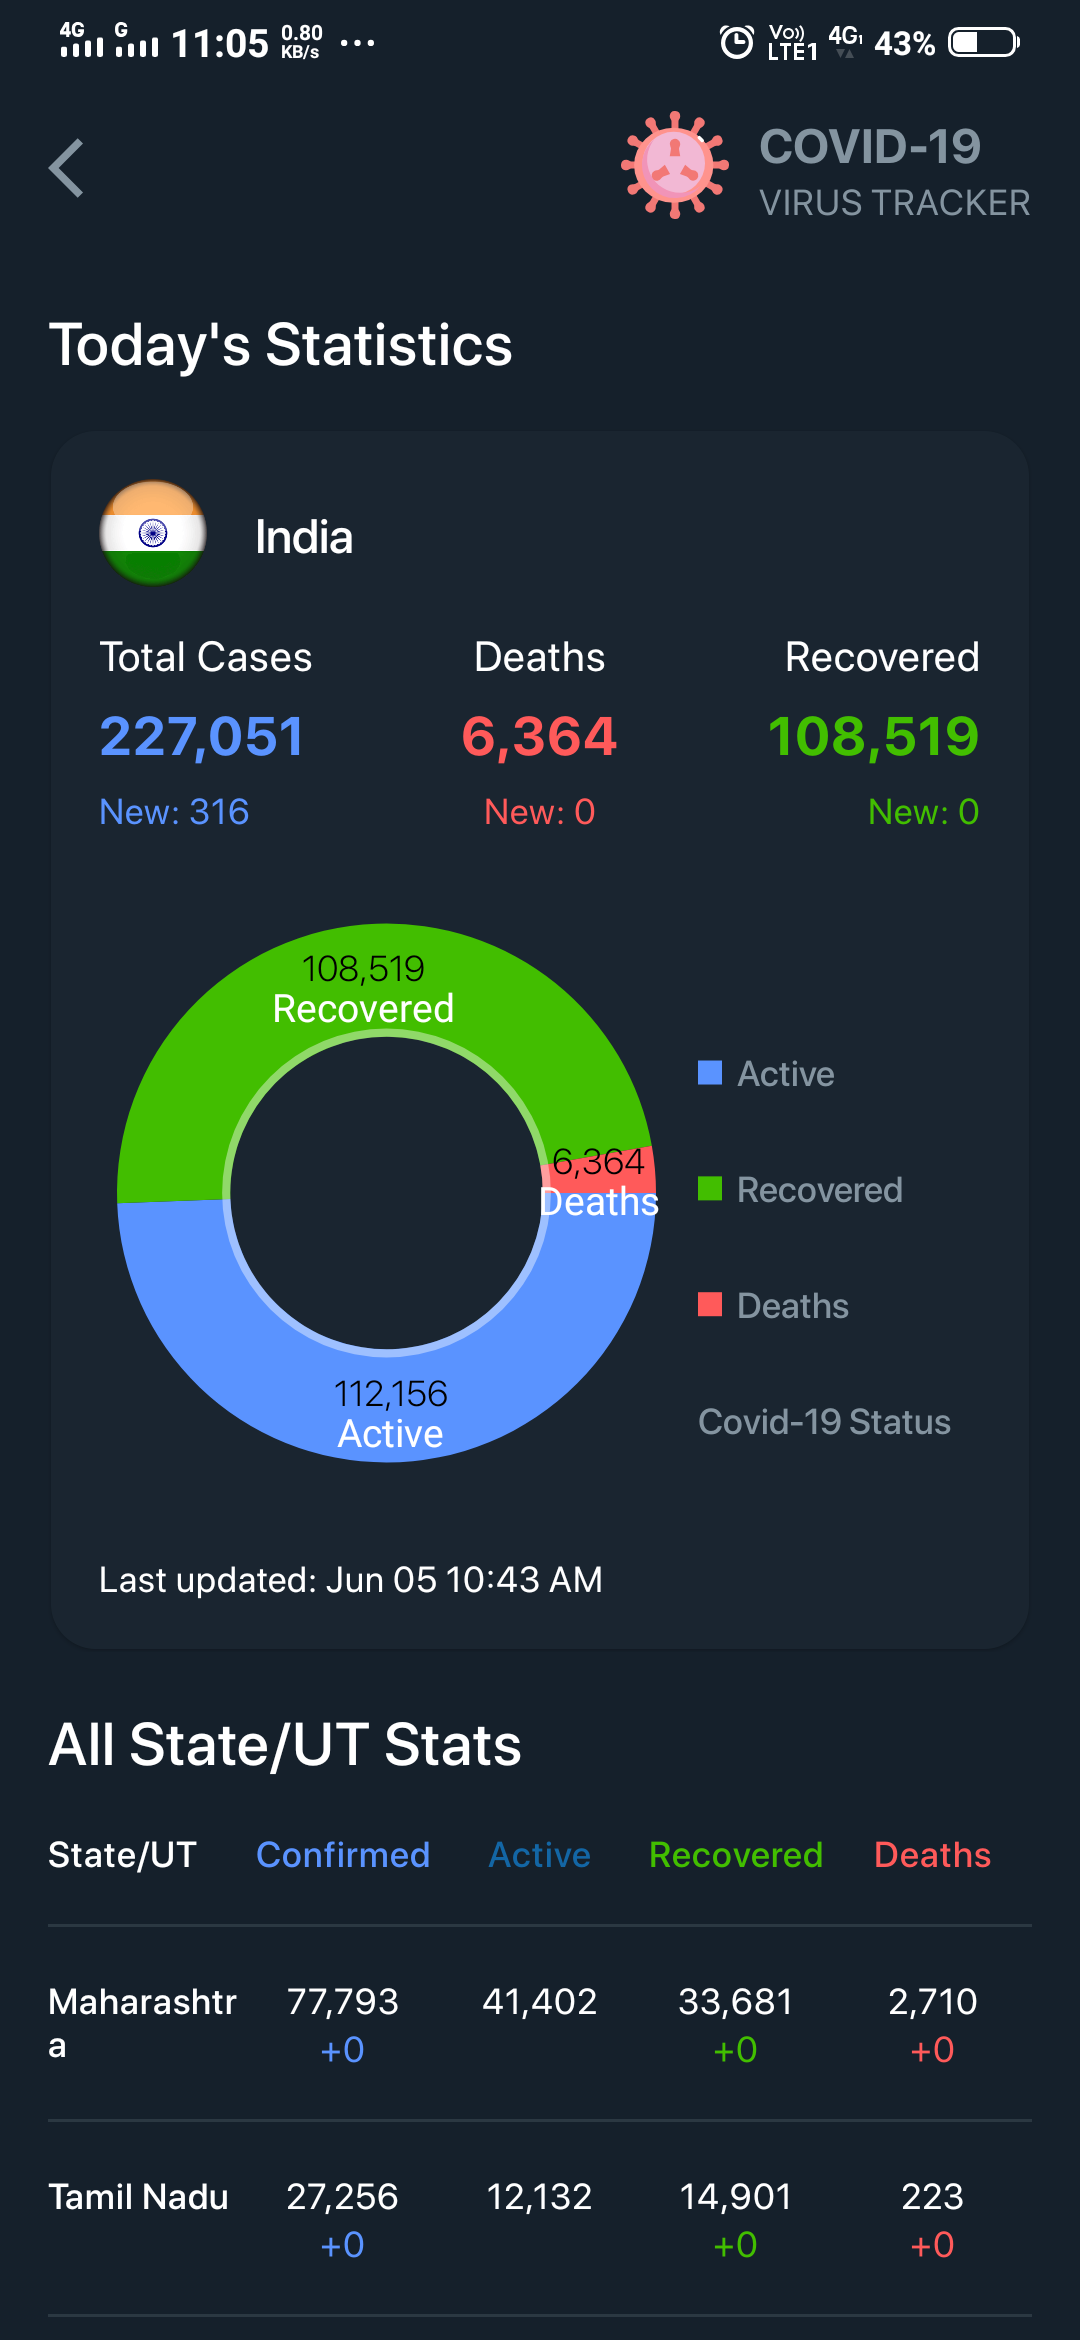 4G G 11:05 0.80 KB/s ... Vo)) LTE1 4G1 43%
COVID-19
VIRUS TRACKER
Today's Statistics
India
Total Cases Deaths Recovered
227,051 6,364 108,519
New: 316 New: 0 New: 0
108,519
Recovered
Active
6,364
Deaths
Recovered
Deaths
112,156
Active
Covid-19 Status
Last updated: Jun 05 10:43 AM
All State/UT Stats
State/UT Confirmed Active Recovered Deaths
Maharashtr 77,793 41,402 33,681 2,710
a +0 +0 +0
Tamil Nadu 27,256 12,132 14,901 223
+0 +0 +0